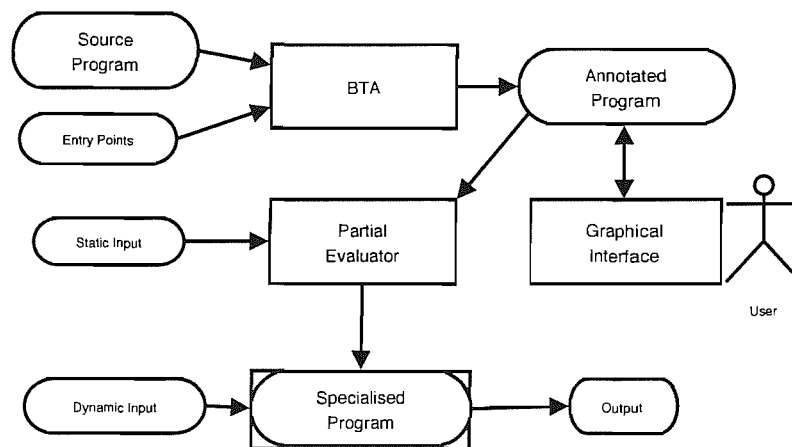 Source
Program
BTA
Annotated
Program
Entry Points
Static Input
Partial
Evaluator
Graphical
Interface
User
Dynamic Input
Specialised
Program
Output